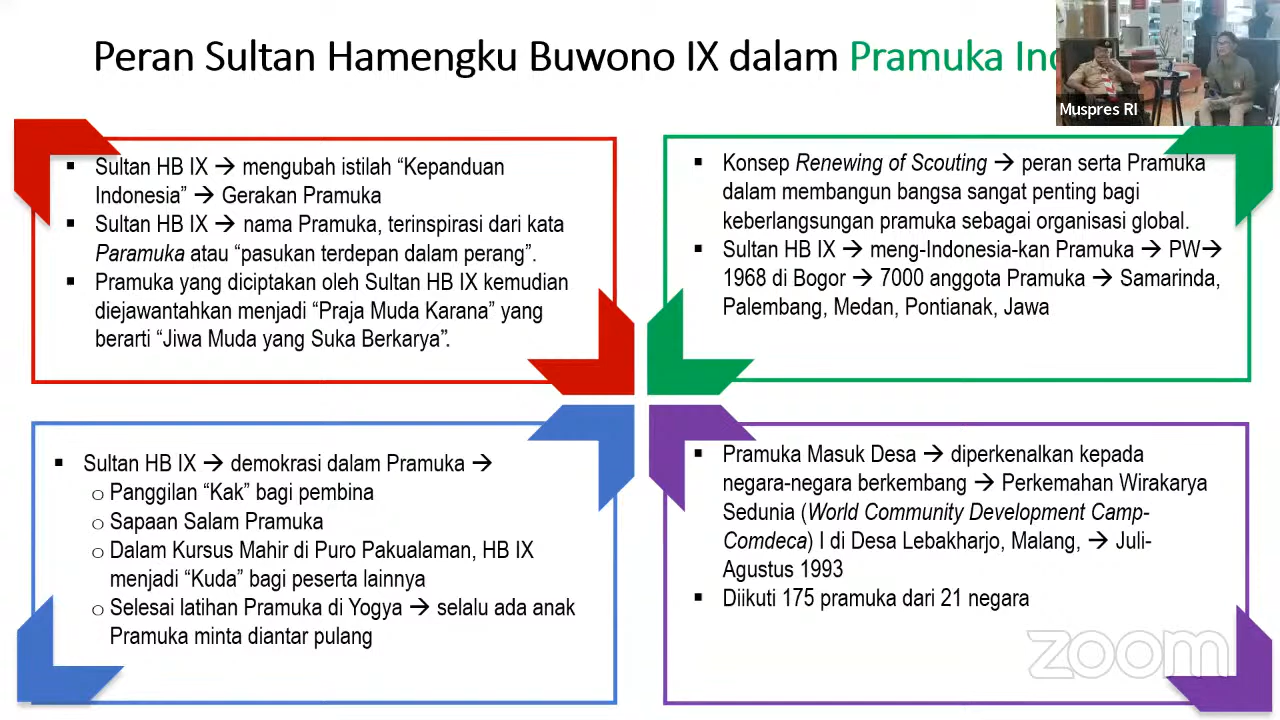 Peran Sultan Hamengku Buwono IX dalam Pramuka
Muspres RI
▪ Sultan HB IX → mengubah istilah “Kepanduan
Indonesia” → Gerakan Pramuka
▪ Sultan HB IX → nama Pramuka, terinspirasi dari kata
Paramuka atau “pasukan terdepan dalam perang”.
▪ Pramuka yang diciptakan oleh Sultan HB IX kemudian
diejawantahkan menjadi “Praja Muda Karana” yang
berarti “Jiwa Muda yang Suka Berkarya”.
▪ Konsep Renewing of Scouting → peran serta Pramuka
dalam membangun bangsa sangat penting bagi
keberlangsungan pramuka sebagai organisasi global.
▪ Sultan HB IX → meng-Indonesia-kan Pramuka → PW→
1968 di Bogor → 7000 anggota Pramuka → Samarinda,
Palembang, Medan, Pontianak, Jawa
▪ Sultan HB IX → demokrasi dalam Pramuka →
o Panggilan “Kak” bagi pembina
o Sapaan Salam Pramuka
o Dalam Kursus Mahir di Puro Pakualaman, HB IX
menjadi “Kuda” bagi peserta lainnya
o Selesai latihan Pramuka di Yogya → selalu ada anak
Pramuka minta diantar pulang
▪ Pramuka Masuk Desa → diperkenalkan kepada
negara-negara berkembang → Perkemahan Wirakarya
Sedunia (World Community Development Camp-
Comdeca) I di Desa Lebakharjo, Malang, → Juli-
Agustus 1993
▪ Diikuti 175 pramuka dari 21 negara
zoom